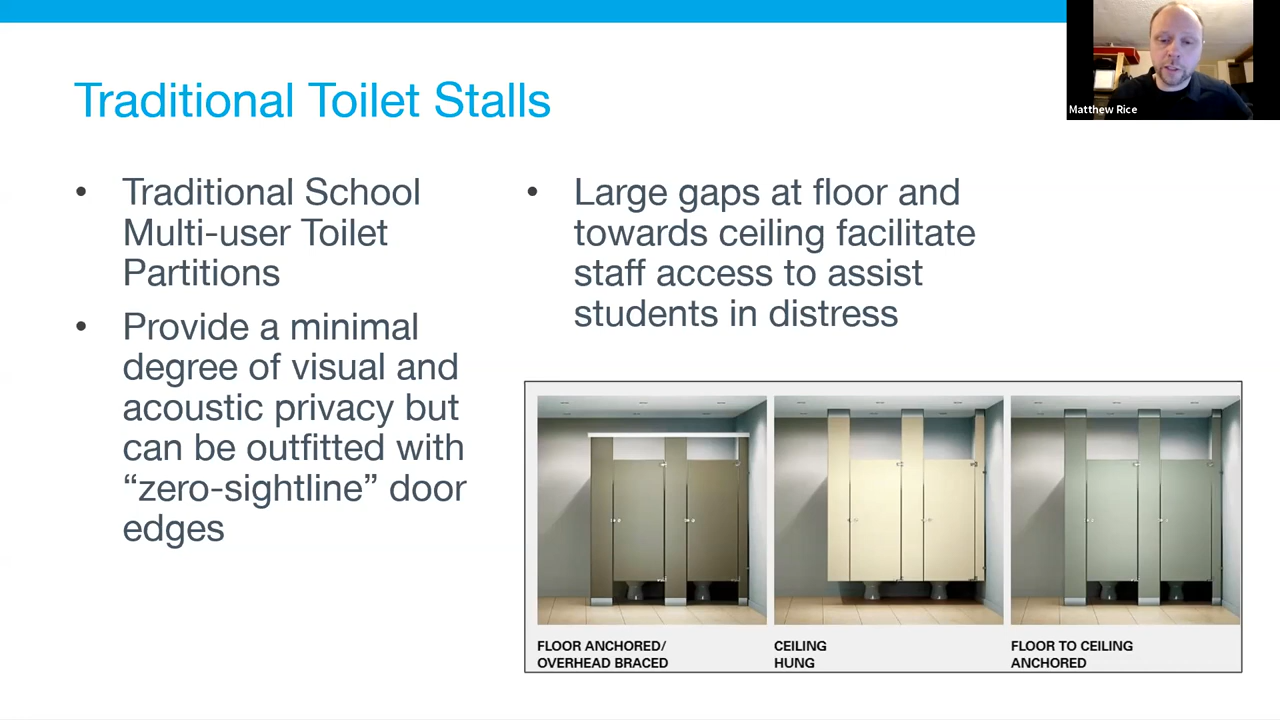 Matthew Rice
Traditional Toilet Stalls
• Traditional School
Multi-user Toilet
Partitions
• Provide a minimal
degree of visual and
acoustic privacy but
can be outfitted with
“zero-sightline” door
edges
• Large gaps at floor and
towards ceiling facilitate
staff access to assist
students in distress
FLOOR ANCHORED/
OVERHEAD BRACED
CEILING
HUNG
FLOOR TO CEILING
ANCHORED